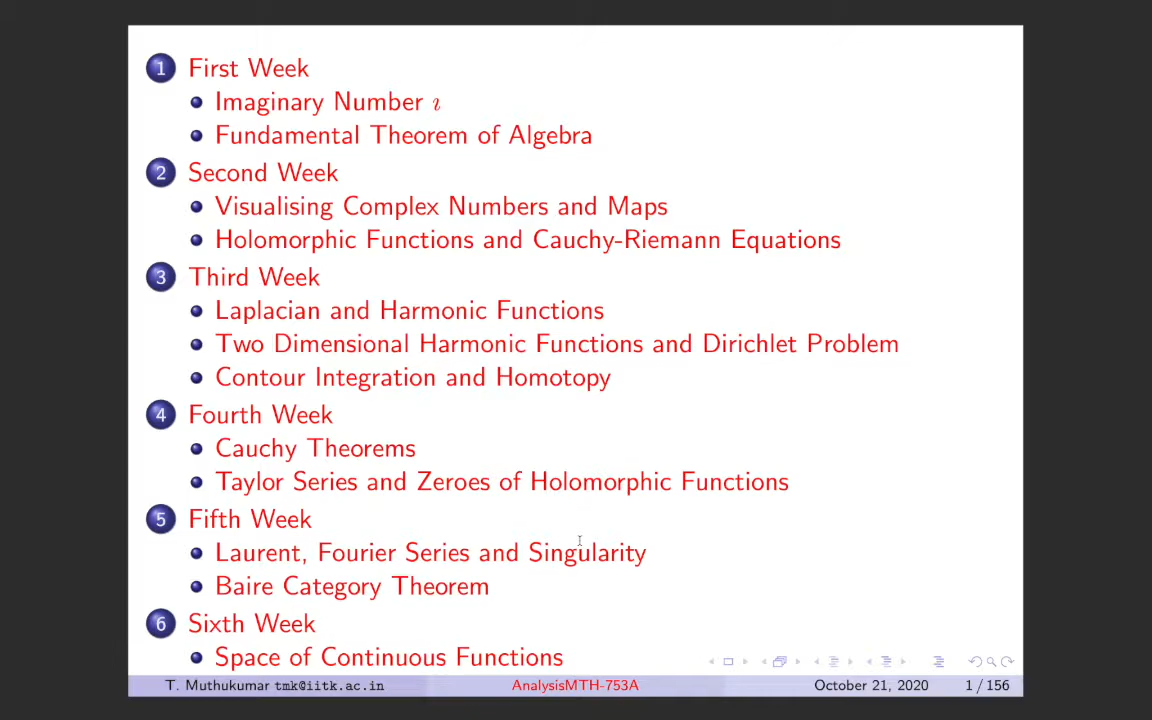 1 First Week
Imaginary Number ı
Fundamental Theorem of Algebra
2 Second Week
Visualising Complex Numbers and Maps
Holomorphic Functions and Cauchy-Riemann Equations
3 Third Week
Laplacian and Harmonic Functions
Two Dimensional Harmonic Functions and Dirichlet Problem
Contour Integration and Homotopy
4 Fourth Week
Cauchy Theorems
Taylor Series and Zeroes of Holomorphic Functions
5 Fifth Week
Laurent, Fourier Series and Singularity
Baire Category Theorem
6 Sixth Week
Space of Continuous Functions
T. Muthukumar tmk@iitk.ac.in AnalysisMTH-753A October 21, 2020 1 / 156